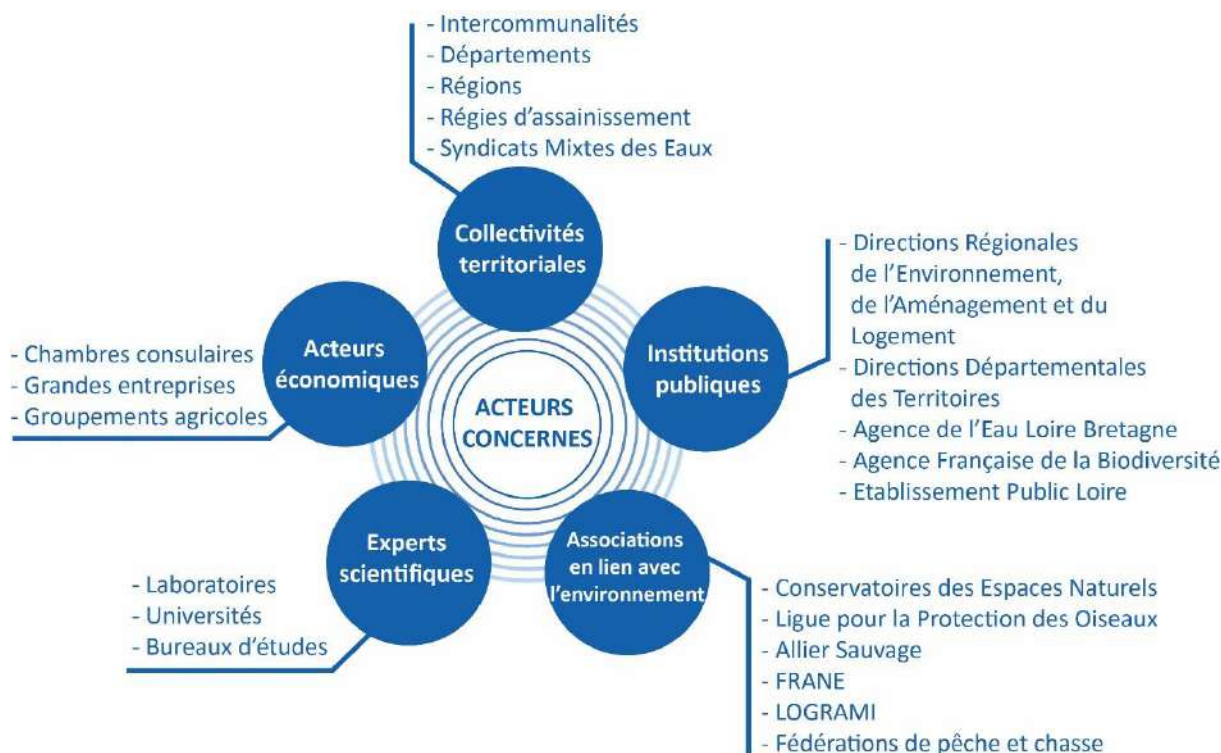 - Intercommunalités
- Départements
- Régions
- Régies d'assainissement
- Syndicats Mixtes des Eaux
Collectivités
territoriales
- Directions Régionales
de l'Environnement,
de l'Aménagement et du
Logement
- Directions Départementales
des Territoires
- Agence de l'Eau Loire Bretagne
- Agence Française de la Biodiversité
- Etablissement Public Loire
Institutions
publiques
Acteurs
économiques
- Chambres consulaires
- Grandes entreprises
- Groupements agricoles
ACTEURS
CONCERNES
Experts
scientifiques
- Laboratoires
- Universités
- Bureaux d'études
Associations
en lien avec
l'environnement
- Conservatoires des Espaces Naturels
- Ligue pour la Protection des Oiseaux
- Allier Sauvage
- FRANE
- LOGRAMI
- Fédérations de pêche et chasse